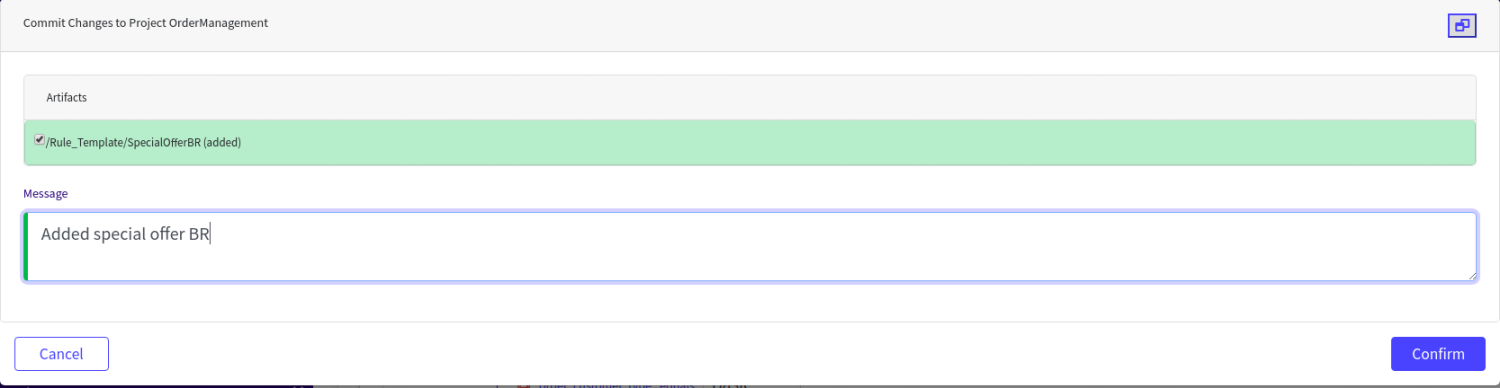 Commit Changes to Project OrderManagement
Artifacts
/Rule_Template/SpecialOfferBR (added)
Message
Added special offer BR
Cancel
Confirm